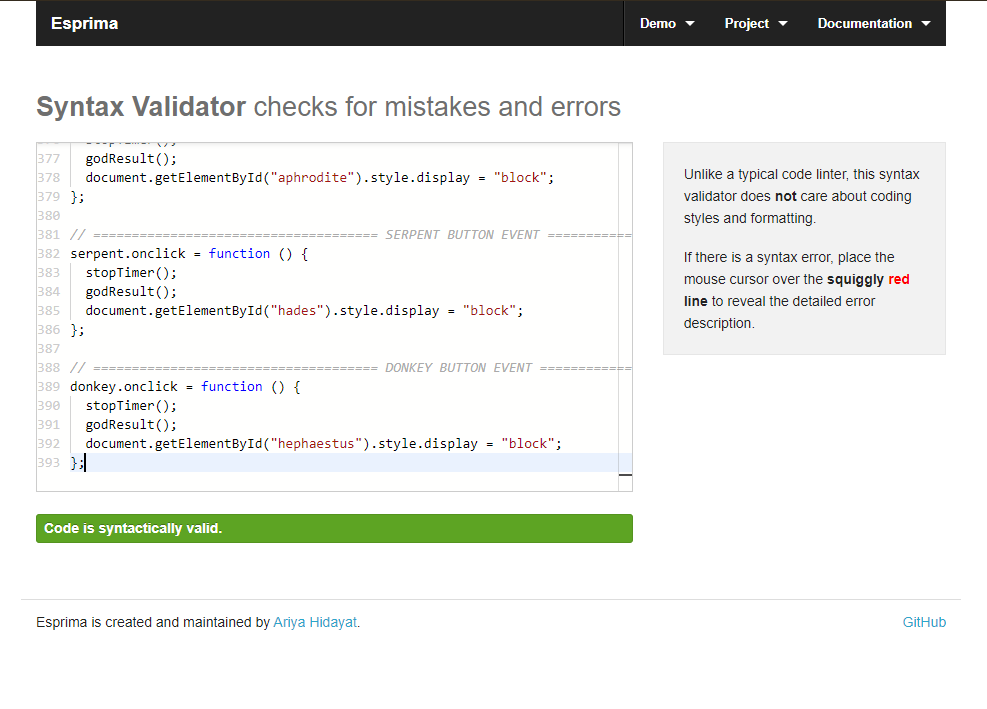 Esprima
Demo
Project
Documentation
Syntax Validator checks for mistakes and errors
377 godResult();
378 document.getElementById("aphrodite").style.display = "block";
379 };
380
381 // ===================================== SERPENT BUTTON EVENT ===========
382 serpent.onclick = function () {
383 stopTimer();
384 godResult();
385 document.getElementById("hades").style.display = "block";
386 };
387
388 // ===================================== DONKEY BUTTON EVENT ============
389 donkey.onclick = function () {
390 stopTimer();
391 godResult();
392 document.getElementById("hephaestus").style.display = "block";
393 };
Code is syntactically valid.
Unlike a typical code linter, this syntax
validator does not care about coding
styles and formatting.
If there is a syntax error, place the
mouse cursor over the squiggly red
line to reveal the detailed error
description.
Esprima is created and maintained by Ariya Hidayat.
GitHub